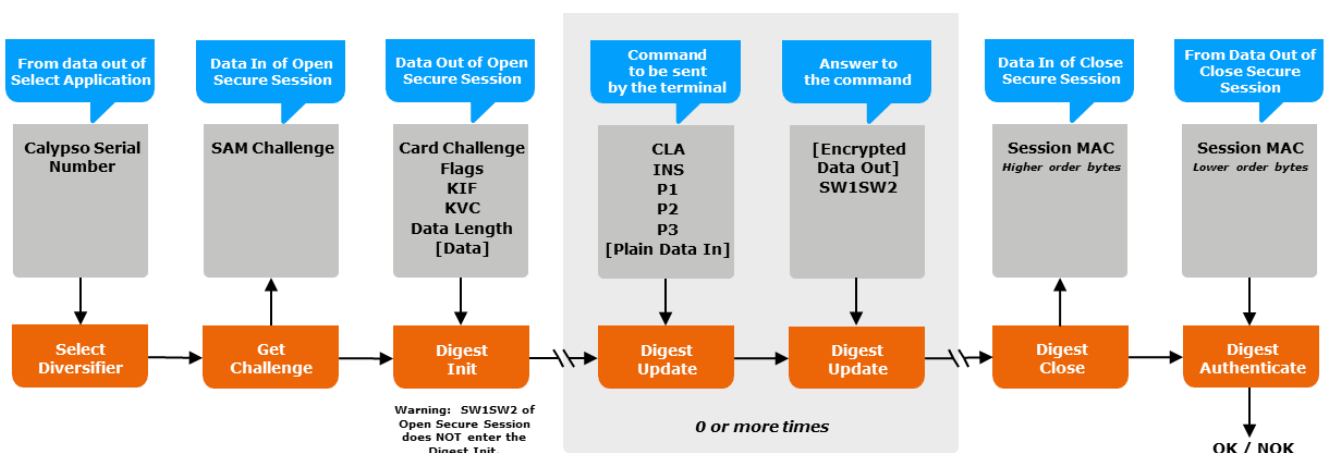 From data out of
Select Application
Data In of Open
Secure Session
Data Out of Open
Secure Session
Command
to be sent
by the terminal
Answer to
the command
Data In of Close
Secure Session
From Data Out of
Close Secure
Session
Calypso Serial
Number
SAM Challenge
Card Challenge
Flags
KIF
KVC
Data Length
[Data]
CLA
INS
P1
P2
P3
[Plain Data In]
[Encrypted
Data Out]
SW1SW2
Session MAC
Higher order bytes
Session MAC
Lower order bytes
Select
Diversifier
Get
Challenge
Digest
Init
Digest
Update
Digest
Update
Digest
Close
Digest
Authenticate
Warning: SW1SW2 of
Open Secure Session
does NOT enter the
Digest Init.
0 or more times
OK / NOK